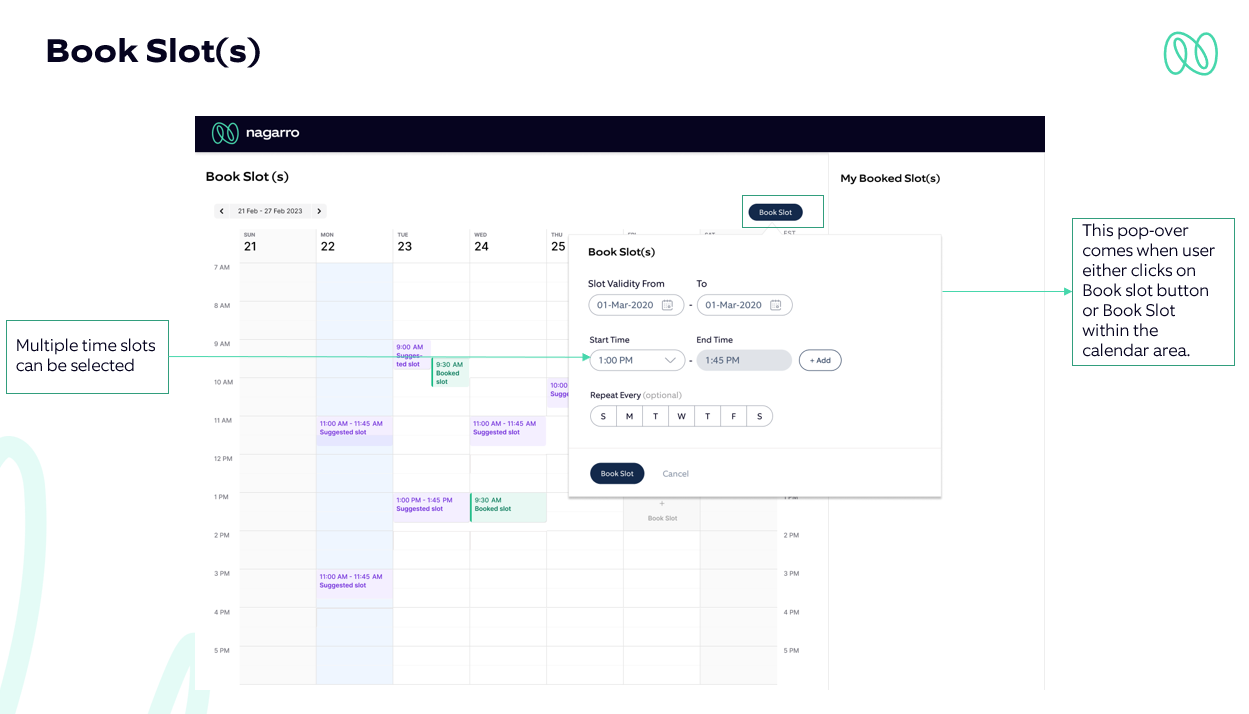 Book Slot(s)
nagarro
Book Slot (s)
My Booked Slot(s)
21 Feb - 27 Feb 2023
Book Slot
SUN
21
MON
22
TUE
23
WED
24
THU
25
EST
7 AM
8 AM
9 AM
10 AM
11 AM
12 PM
1 PM
2 PM
3 PM
4 PM
5 PM
9:00 AM
Sugges-
ted slot
9:30 AM
Booked
slot
10:00
Sugge
11:00 AM - 11:45 AM
Suggested slot
11:00 AM - 11:45 AM
Suggested slot
1:00 PM - 1:45 PM
Suggested slot
9:30 AM
Booked slot
11:00 AM - 11:45 AM
Suggested slot
Book Slot(s)
Slot Validity From
To
01-Mar-2020
-
01-Mar-2020
Start Time
End Time
1:00 PM
-
1:45 PM
+ Add
Repeat Every (optional)
S M T W T F S
Book Slot
Cancel
+
Book Slot
1 PM
2 PM
3 PM
4 PM
5 PM
Multiple time slots
can be selected
This pop-over
comes when user
either clicks on
Book slot button
or Book Slot
within the
calendar area.